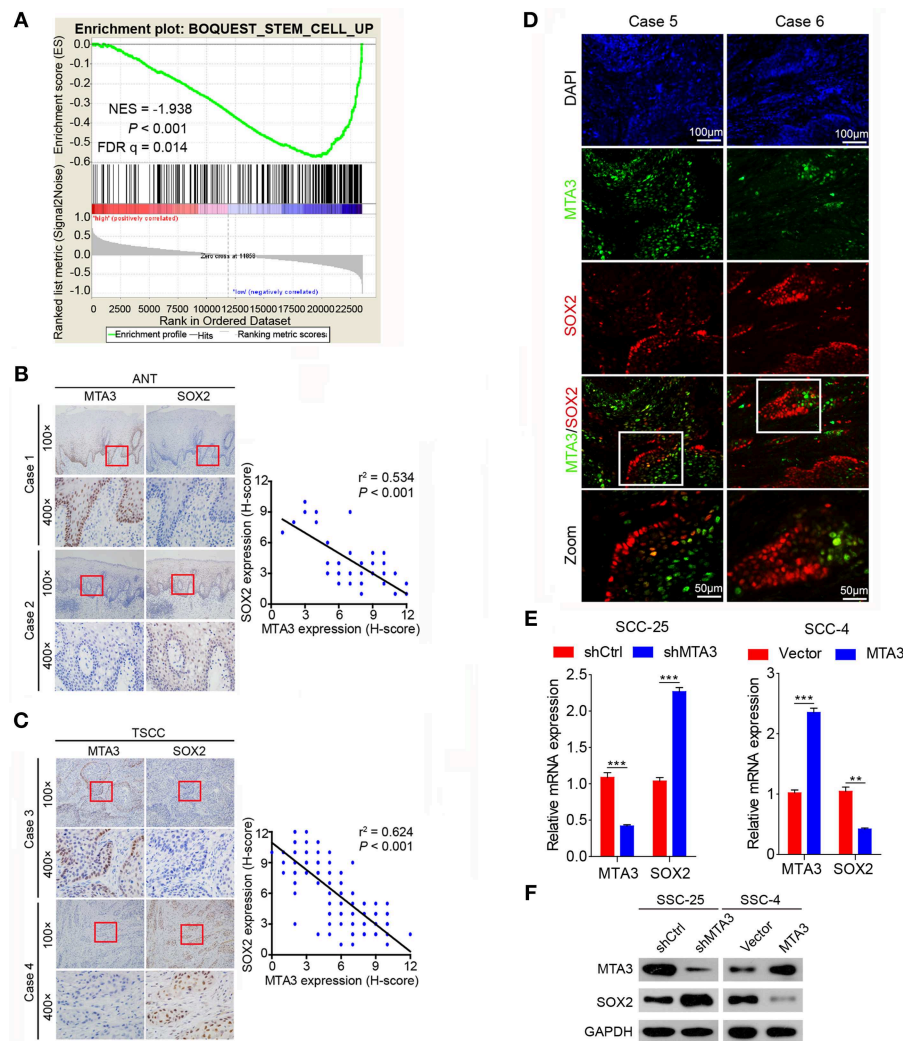 A
Enrichment plot: BOQUEST_STEM_CELL_UP
Enrichment score (ES)
0.0
-0.1
-0.2
-0.3
-0.4
-0.5
-0.6
NES = -1.938
P < 0.001
FDR q = 0.014
Ranked list metric (Signal2Noise)
1.0
0.5
0.0
-0.5
-1.0
'high' (positively correlated)
Zero cross at 11856
'low' (negatively correlated)
0 2500 5000 7500 10000 12500 15000 17500 20000 22500
Rank in Ordered Dataset
Enrichment profile Hits Ranking metric scores
B
ANT
MTA3 SOX2
Case 1
100×
400×
Case 2
100×
400×
SOX2 expression (H-score)
12
9
6
3
0
r² = 0.534
P < 0.001
0 3 6 9 12
MTA3 expression (H-score)
C
TSCC
MTA3 SOX2
Case 3
100×
400×
Case 4
100×
400×
SOX2 expression (H-score)
12
9
6
3
0
r² = 0.624
P < 0.001
0 3 6 9 12
MTA3 expression (H-score)
D
Case 5 Case 6
DAPI
100μm 100μm
MTA3
SOX2
MTA3/SOX2
Zoom
50μm 50μm
E
SCC-25
shCtrl shMTA3
Relative mRNA expression
2.5
2.0
1.5
1.0
0.5
0.0
*** ***
MTA3 SOX2
SCC-4
Vector MTA3
Relative mRNA expression
3
2
1
0
*** **
MTA3 SOX2
F
SSC-25 SSC-4
shCtrl shMTA3 Vector MTA3
MTA3
SOX2
GAPDH